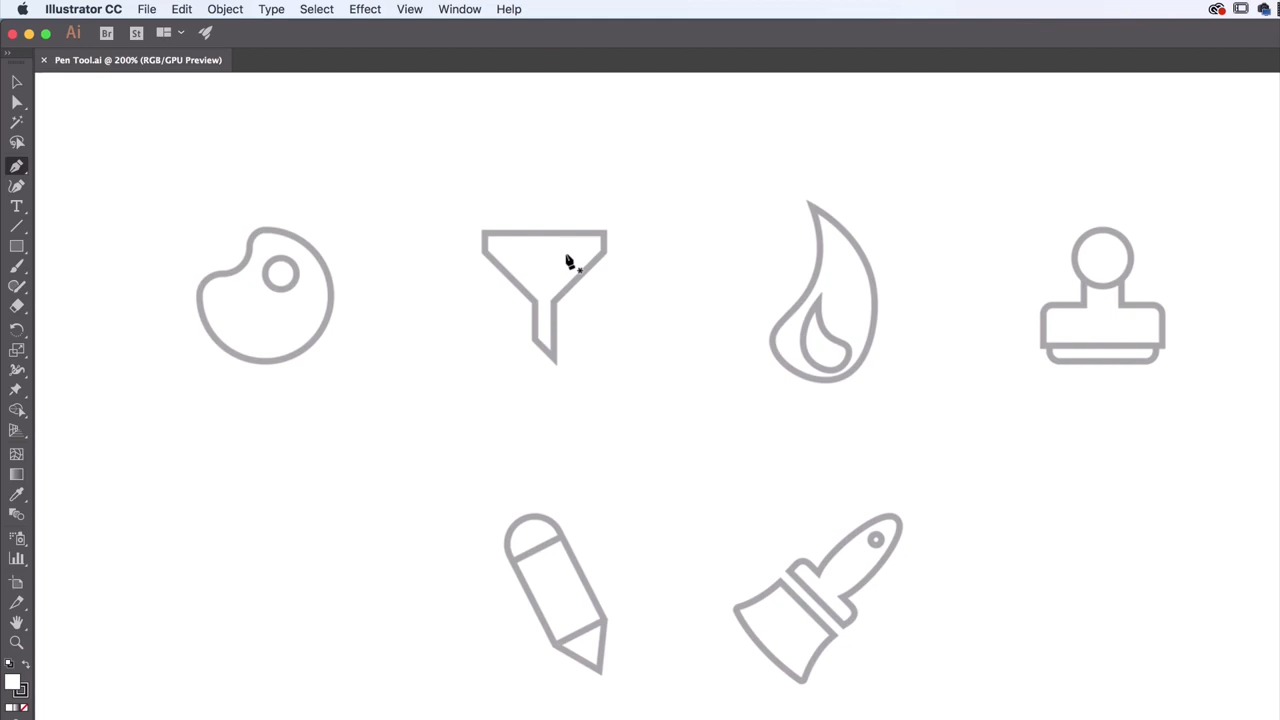 Illustrator CC File Edit Object Type Select Effect View Window Help
Ai Br St
× Pen Tool.ai @ 200% (RGB/GPU Preview)
T